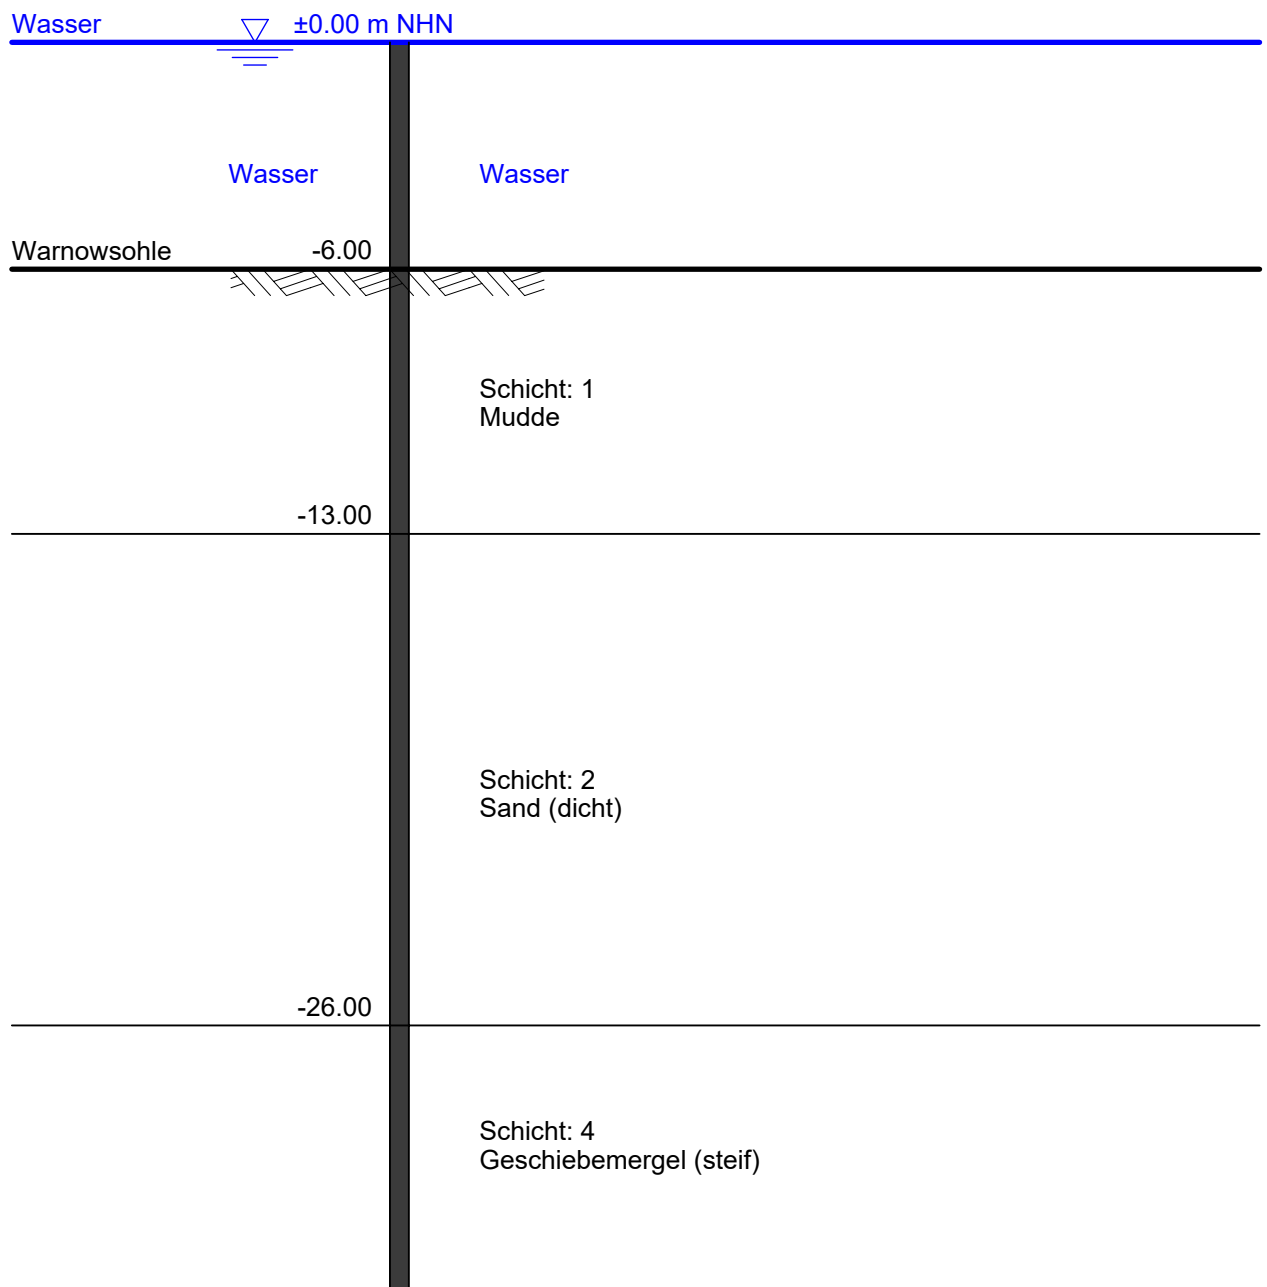 Wasser
±0.00 m NHN
Wasser
Wasser
Warnowsohle
-6.00
Schicht: 1
Mudde
-13.00
Schicht: 2
Sand (dicht)
-26.00
Schicht: 4
Geschiebemergel (steif)